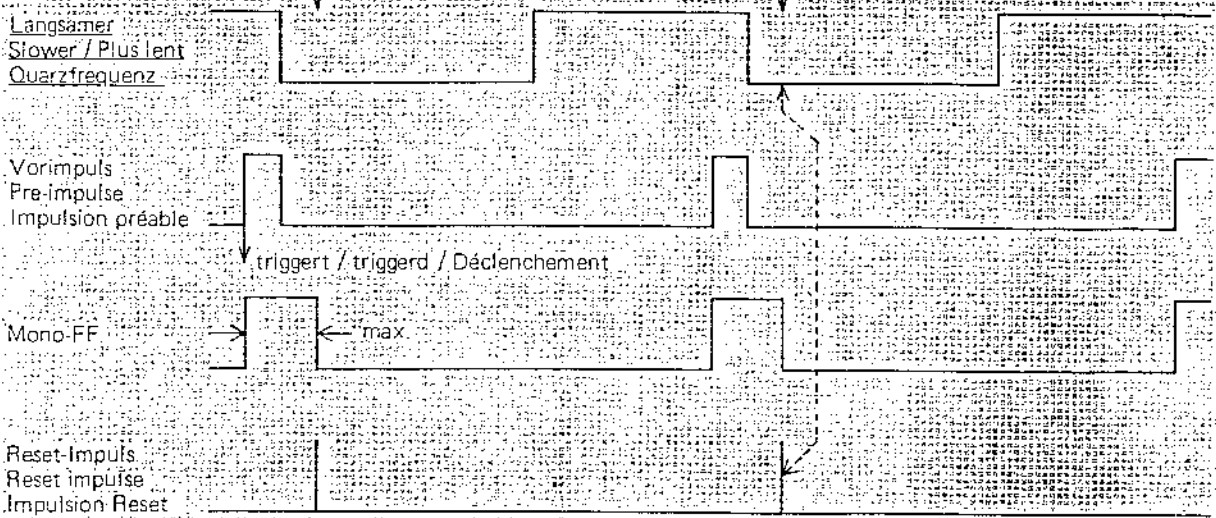 Langsamer
Slower / Plus lent
Quarzfrequenz
Vorimpuls
Pre-impulse
Impulsion préable
triggert / triggerd / Déclenchement
Mono-FF
max.
Reset-Impuls
Reset impulse
Impulsion Reset